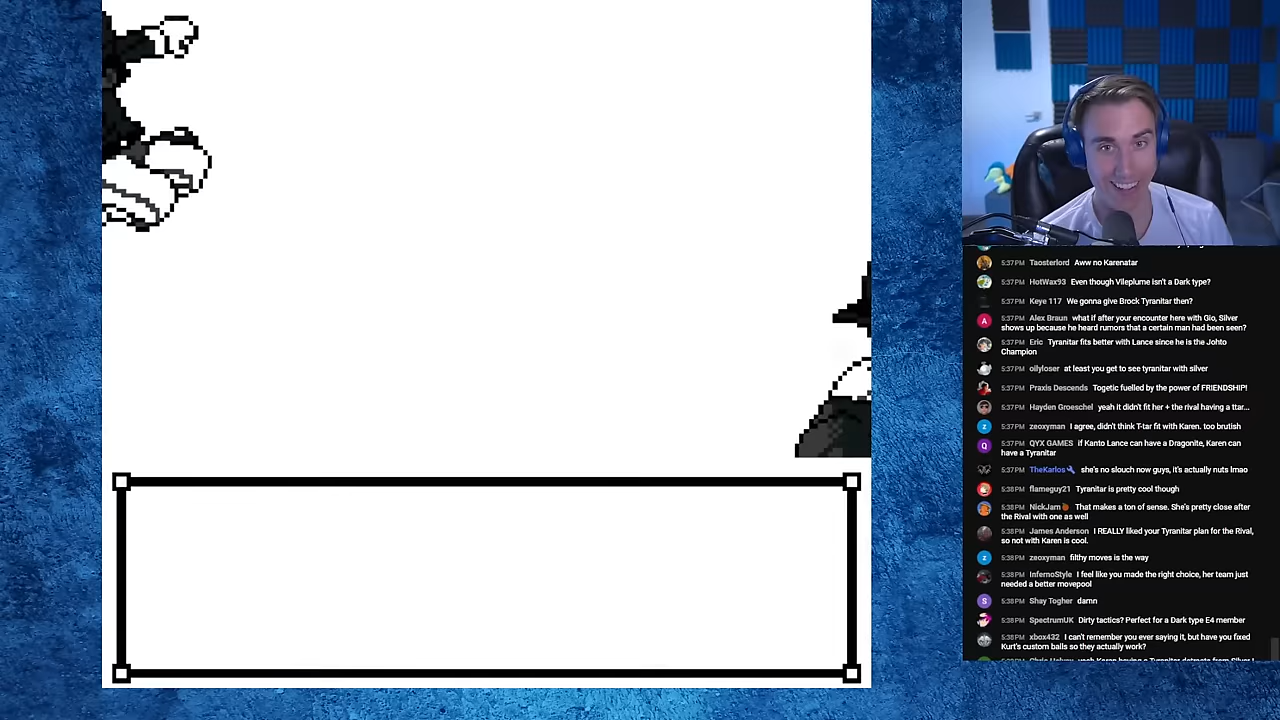 5:37PM Taosterlord Aww no Karenatar
5:37PM HotWax93 Even though Vileplume isn't a Dark type?
5:37PM Keye 117 We gonna give Brock Tyranitar then?
5:37PM Alex Braun what if after your encounter here with Gio, Silver
shows up because he heard rumors that a certain man had been seen?
5:37PM Eric Tyranitar fits better with Lance since he is the Johto
Champion
5:37PM oilyloser at least you get to see tyranitar with silver
5:37PM Praxis Descends Togetic fuelled by the power of FRIENDSHIP!
5:37PM Hayden Groeschel yeah it didn't fit her + the rival having a ttar...
5:37PM zeoxyman I agree, didn't think T-tar fit with Karen. too brutish
5:37PM QYX GAMES if Kanto Lance can have a Dragonite, Karen can
have a Tyranitar
5:37PM TheKarlos she's no slouch now guys, it's actually nuts lmao
5:38PM flameguy21 Tyranitar is pretty cool though
5:38PM NickJam That makes a ton of sense. She's pretty close after
the Rival with one as well
5:38PM James Anderson I REALLY liked your Tyranitar plan for the Rival,
so not with Karen is cool.
5:38PM zeoxyman filthy moves is the way
5:38PM InfernoStyle I feel like you made the right choice, her team just
needed a better movepool
5:38PM Shay Togher damn
5:38PM SpectrumUK Dirty tactics? Perfect for a Dark type E4 member
5:38PM xbox432 I can't remember you ever saying it, but have you fixed
Kurt's custom balls so they actually work?